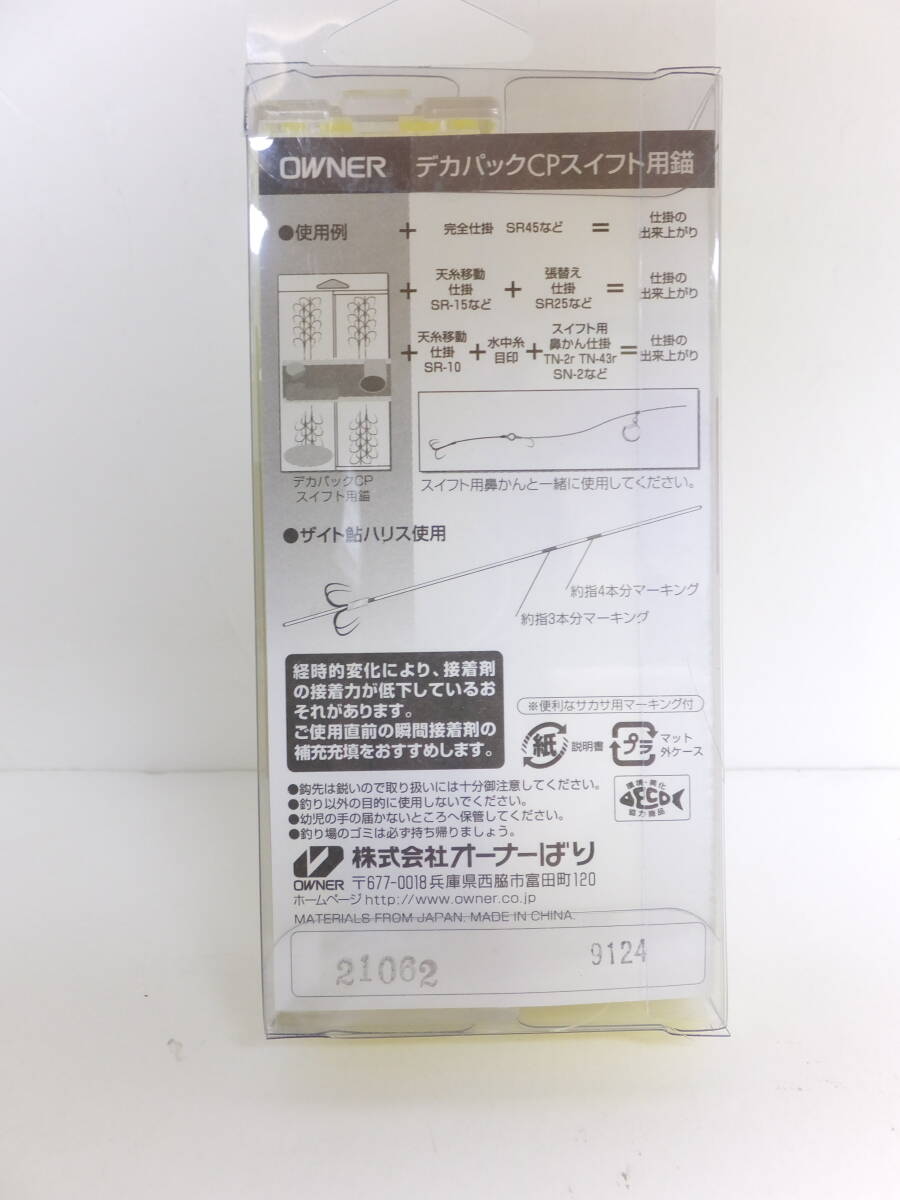 OWNER デカパックCPスイフト用錨
●使用例
+ 完全仕掛 SR45など = 仕掛の
出来上がり
+ 天糸移動
仕掛
SR-15など
+ 張替え
仕掛
SR25など
= 仕掛の
出来上がり
+ 天糸移動
仕掛
SR-10
+ 水中糸
目印
+ スイフト用
鼻かん仕掛
TN-2r TN-43r
SN-2など
= 仕掛の
出来上がり
デカパックCP
スイフト用錨
スイフト用鼻かんと一緒に使用してください。
●ザイト鮎ハリス使用
約指4本分マーキング
約指3本分マーキング
経時的変化により、接着剤
の接着力が低下しているお
それがあります。
ご使用直前の瞬間接着剤の
補充充填をおすすめします。
※便利なサカサ用マーキング付
紙 説明書
プラ マット
外ケース
●鈎先は鋭いので取り扱いには十分御注意してください。
●釣り以外の目的に使用しないでください。
●幼児の手の届かないところへ保管してください。
●釣り場のゴミは必ず持ち帰りましょう。
環境・美化
ECO
協力商品
OWNER
株式会社オーナーばり
〒677-0018 兵庫県西脇市富田町120
ホームページ http://www.owner.co.jp
MATERIALS FROM JAPAN. MADE IN CHINA.
21062
9124